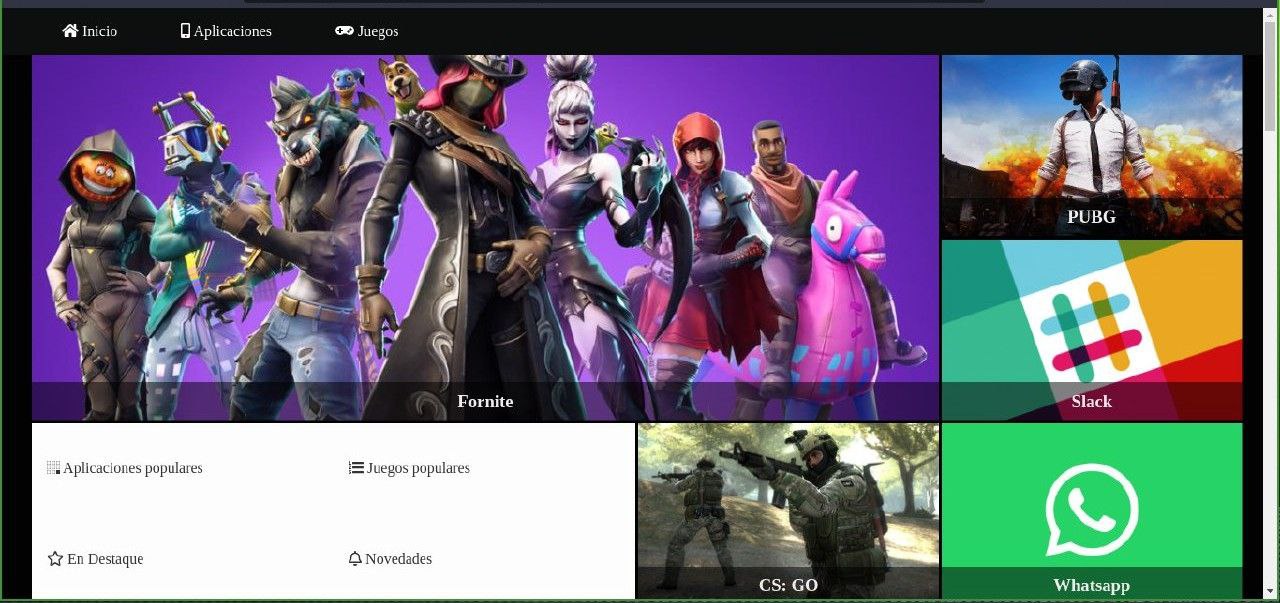 Inicio
Aplicaciones
Juegos
Fornite
PUBG
Slack
Aplicaciones populares
Juegos populares
En Destaque
Novedades
CS: GO
Whatsapp